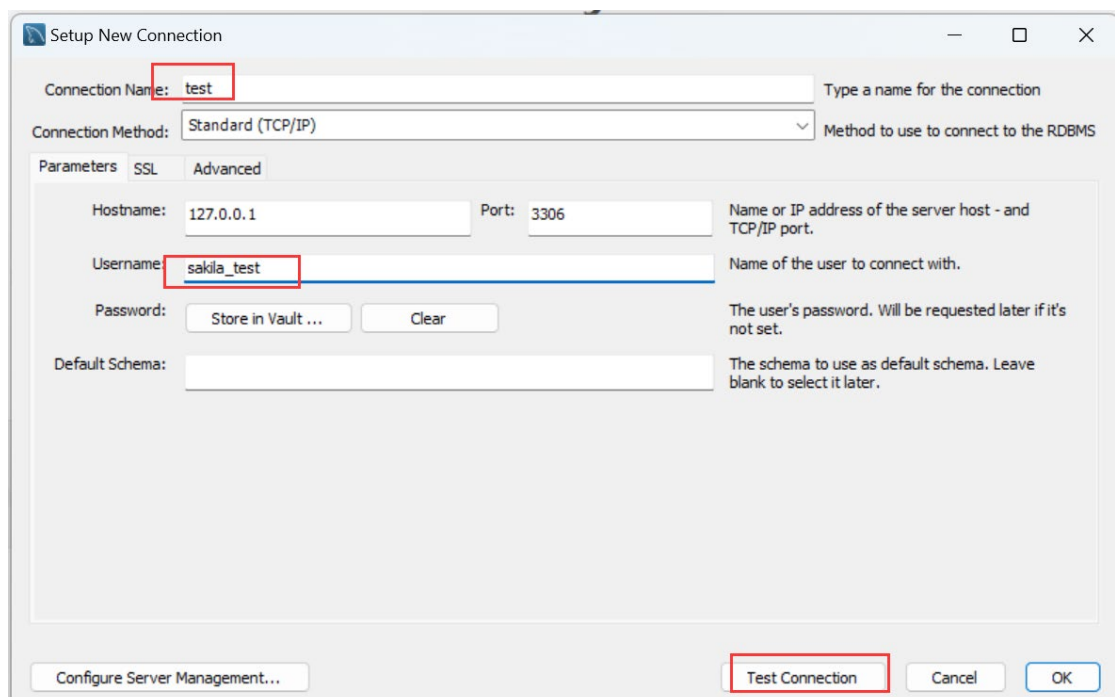 Setup New Connection
Connection Name: test Type a name for the connection
Connection Method: Standard (TCP/IP) Method to use to connect to the RDBMS
Parameters SSL Advanced
Hostname: 127.0.0.1 Port: 3306 Name or IP address of the server host - and
TCP/IP port.
Username: sakila_test Name of the user to connect with.
Password: Store in Vault ... Clear The user's password. Will be requested later if it's
not set.
Default Schema: The schema to use as default schema. Leave
blank to select it later.
Configure Server Management... Test Connection Cancel OK